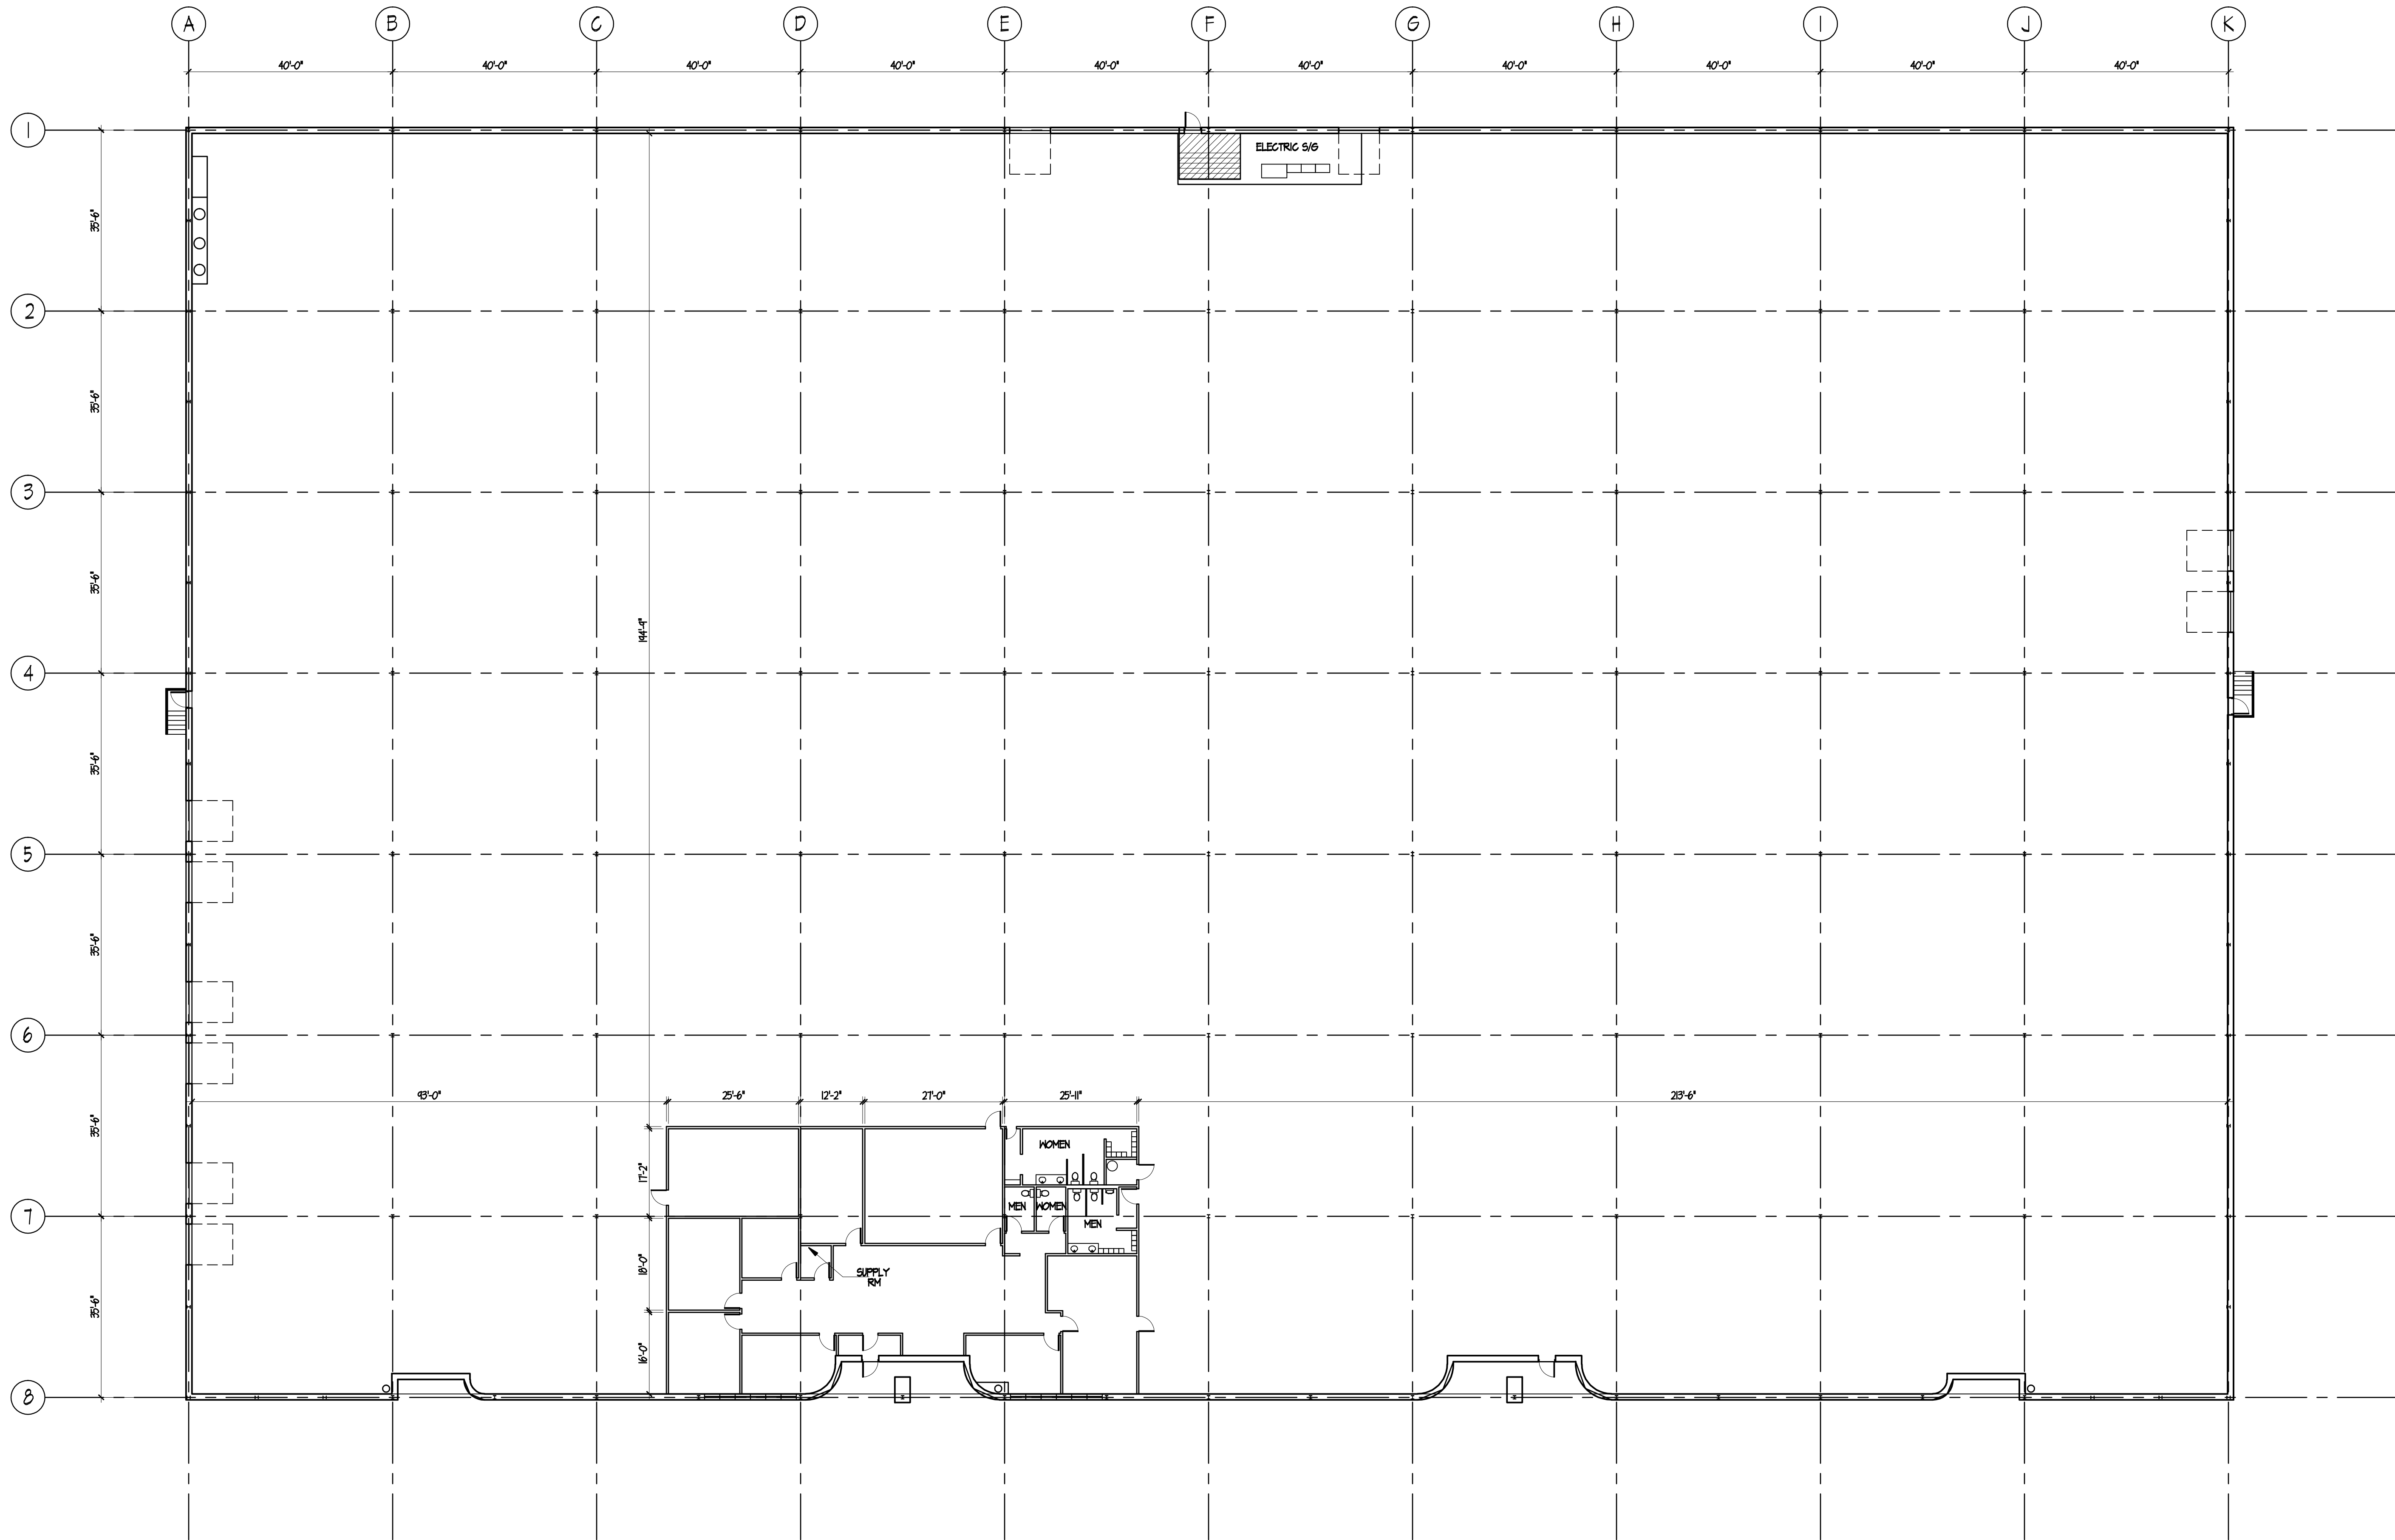 A B C D E F G H I J K
40'-0" 40'-0" 40'-0" 40'-0" 40'-0" 40'-0" 40'-0" 40'-0" 40'-0" 40'-0"
1
ELECTRIC S/G
35'-6"
2
35'-6"
3
35'-6"
194'-9"
4
35'-6"
5
35'-6"
6
93'-0" 25'-6" 12'-2" 27'-0" 25'-11" 213'-6"
35'-6"
WOMEN
17'-2"
MEN WOMEN
7
MEN
18'-0"
SUPPLY
RM
35'-6"
16'-0"
8